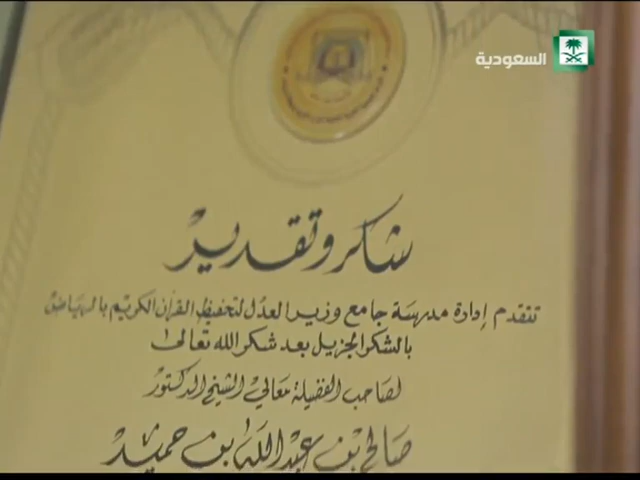 السعودية
شكر وتقدير
تتقدم إدارة مدرسة جامع وزير العدل لتحفيظ القرآن الكريم بالرياض
بالشكر الجزيل بعد شكر الله تعالى
لصاحب الفضيلة معالي الشيخ الدكتور
صالح بن عبدالله بن حميد